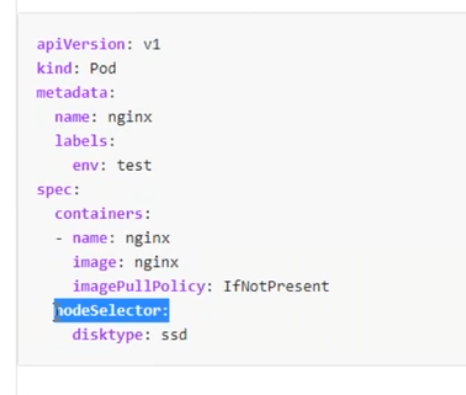 apiVersion: v1
kind: Pod
metadata:
  name: nginx
  labels:
    env: test
spec:
  containers:
  - name: nginx
    image: nginx
    imagePullPolicy: IfNotPresent
  nodeSelector:
    disktype: ssd